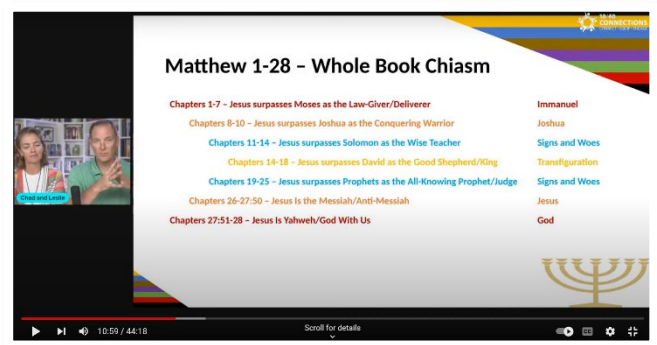 10:40
CONNECTIONS
Matthew 1-28 – Whole Book Chiasm
Chapters 1-7 – Jesus surpasses Moses as the Law-Giver/Deliverer Immanuel
Chapters 8-10 – Jesus surpasses Joshua as the Conquering Warrior Joshua
Chapters 11-14 – Jesus surpasses Solomon as the Wise Teacher Signs and Woes
Chapters 14-18 – Jesus surpasses David as the Good Shepherd/King Transfiguration
Chapters 19-25 – Jesus surpasses Prophets as the All-Knowing Prophet/Judge Signs and Woes
Chapters 26-27:50 – Jesus Is the Messiah/Anti-Messiah Jesus
Chapters 27:51-28 – Jesus Is Yahweh/God With Us God
Chad and Leslie
10:59 / 44:18
Scroll for details